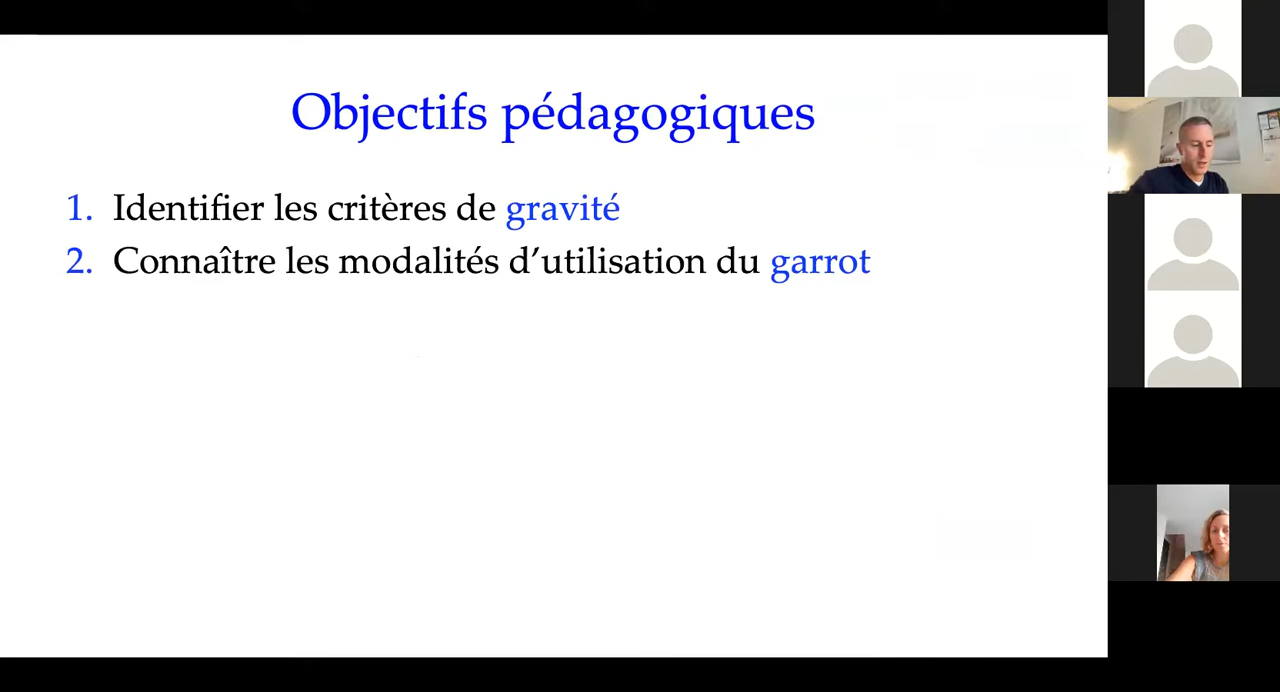 Objectifs pédagogiques
1. Identifier les critères de gravité
2. Connaître les modalités d’utilisation du garrot